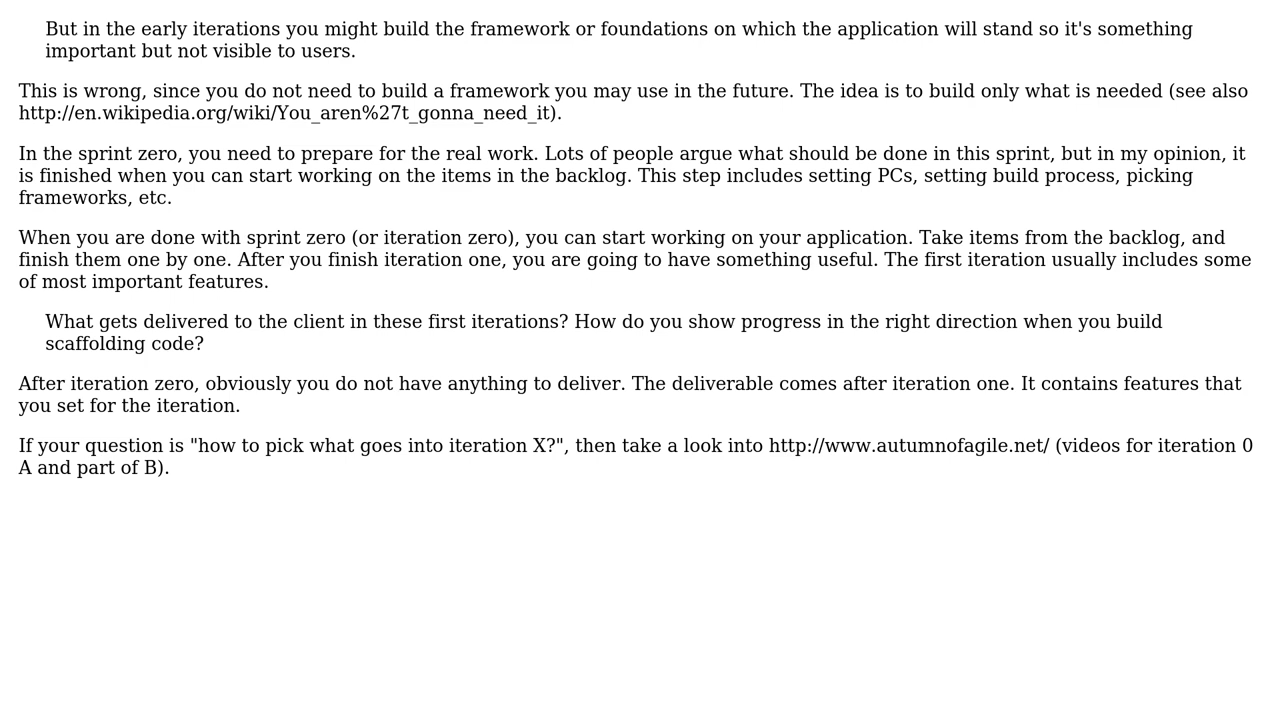 But in the early iterations you might build the framework or foundations on which the application will stand so it's something
important but not visible to users.
This is wrong, since you do not need to build a framework you may use in the future. The idea is to build only what is needed (see also
http://en.wikipedia.org/wiki/You_aren%27t_gonna_need_it).
In the sprint zero, you need to prepare for the real work. Lots of people argue what should be done in this sprint, but in my opinion, it
is finished when you can start working on the items in the backlog. This step includes setting PCs, setting build process, picking
frameworks, etc.
When you are done with sprint zero (or iteration zero), you can start working on your application. Take items from the backlog, and
finish them one by one. After you finish iteration one, you are going to have something useful. The first iteration usually includes some
of most important features.
What gets delivered to the client in these first iterations? How do you show progress in the right direction when you build
scaffolding code?
After iteration zero, obviously you do not have anything to deliver. The deliverable comes after iteration one. It contains features that
you set for the iteration.
If your question is "how to pick what goes into iteration X?", then take a look into http://www.autumnofagile.net/ (videos for iteration 0
A and part of B).